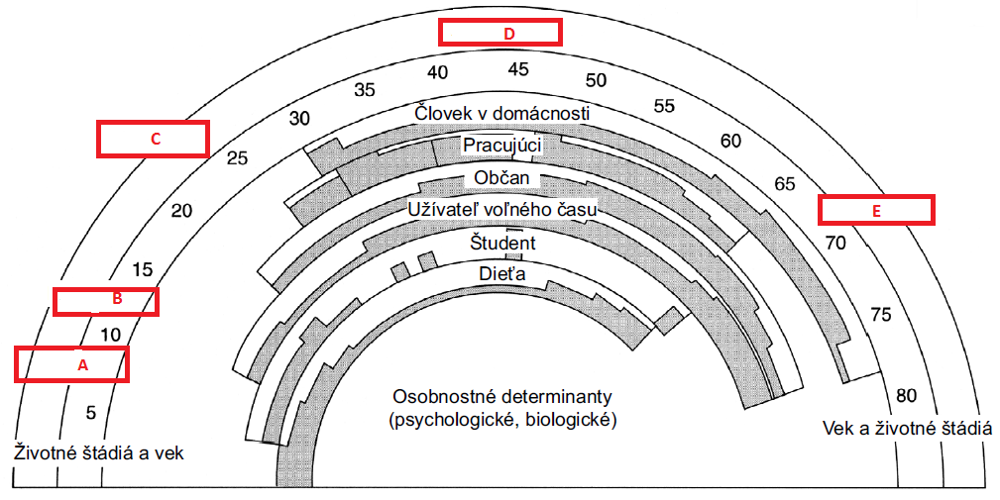 D
40
45
50
35
55
30
Človek v domácnosti
60
C
Pracujúci
25
Občan
65
20
Užívateľ voľného času
E
Študent
70
15
Dieťa
B
75
10
A
Osobnostné determinanty
80
5
(psychologické, biologické)
Vek a životné štádiá
Životné štádiá a vek